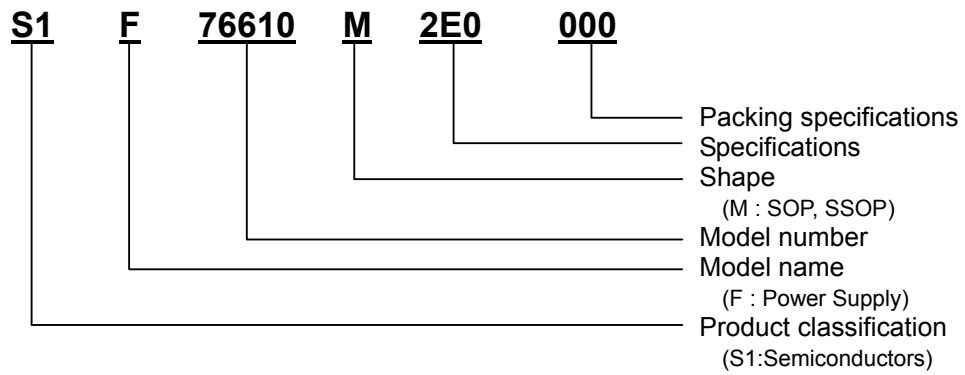 S1 F 76610 M 2E0 000
Packing specifications
Specifications
Shape
(M : SOP, SSOP)
Model number
Model name
(F : Power Supply)
Product classification
(S1:Semiconductors)